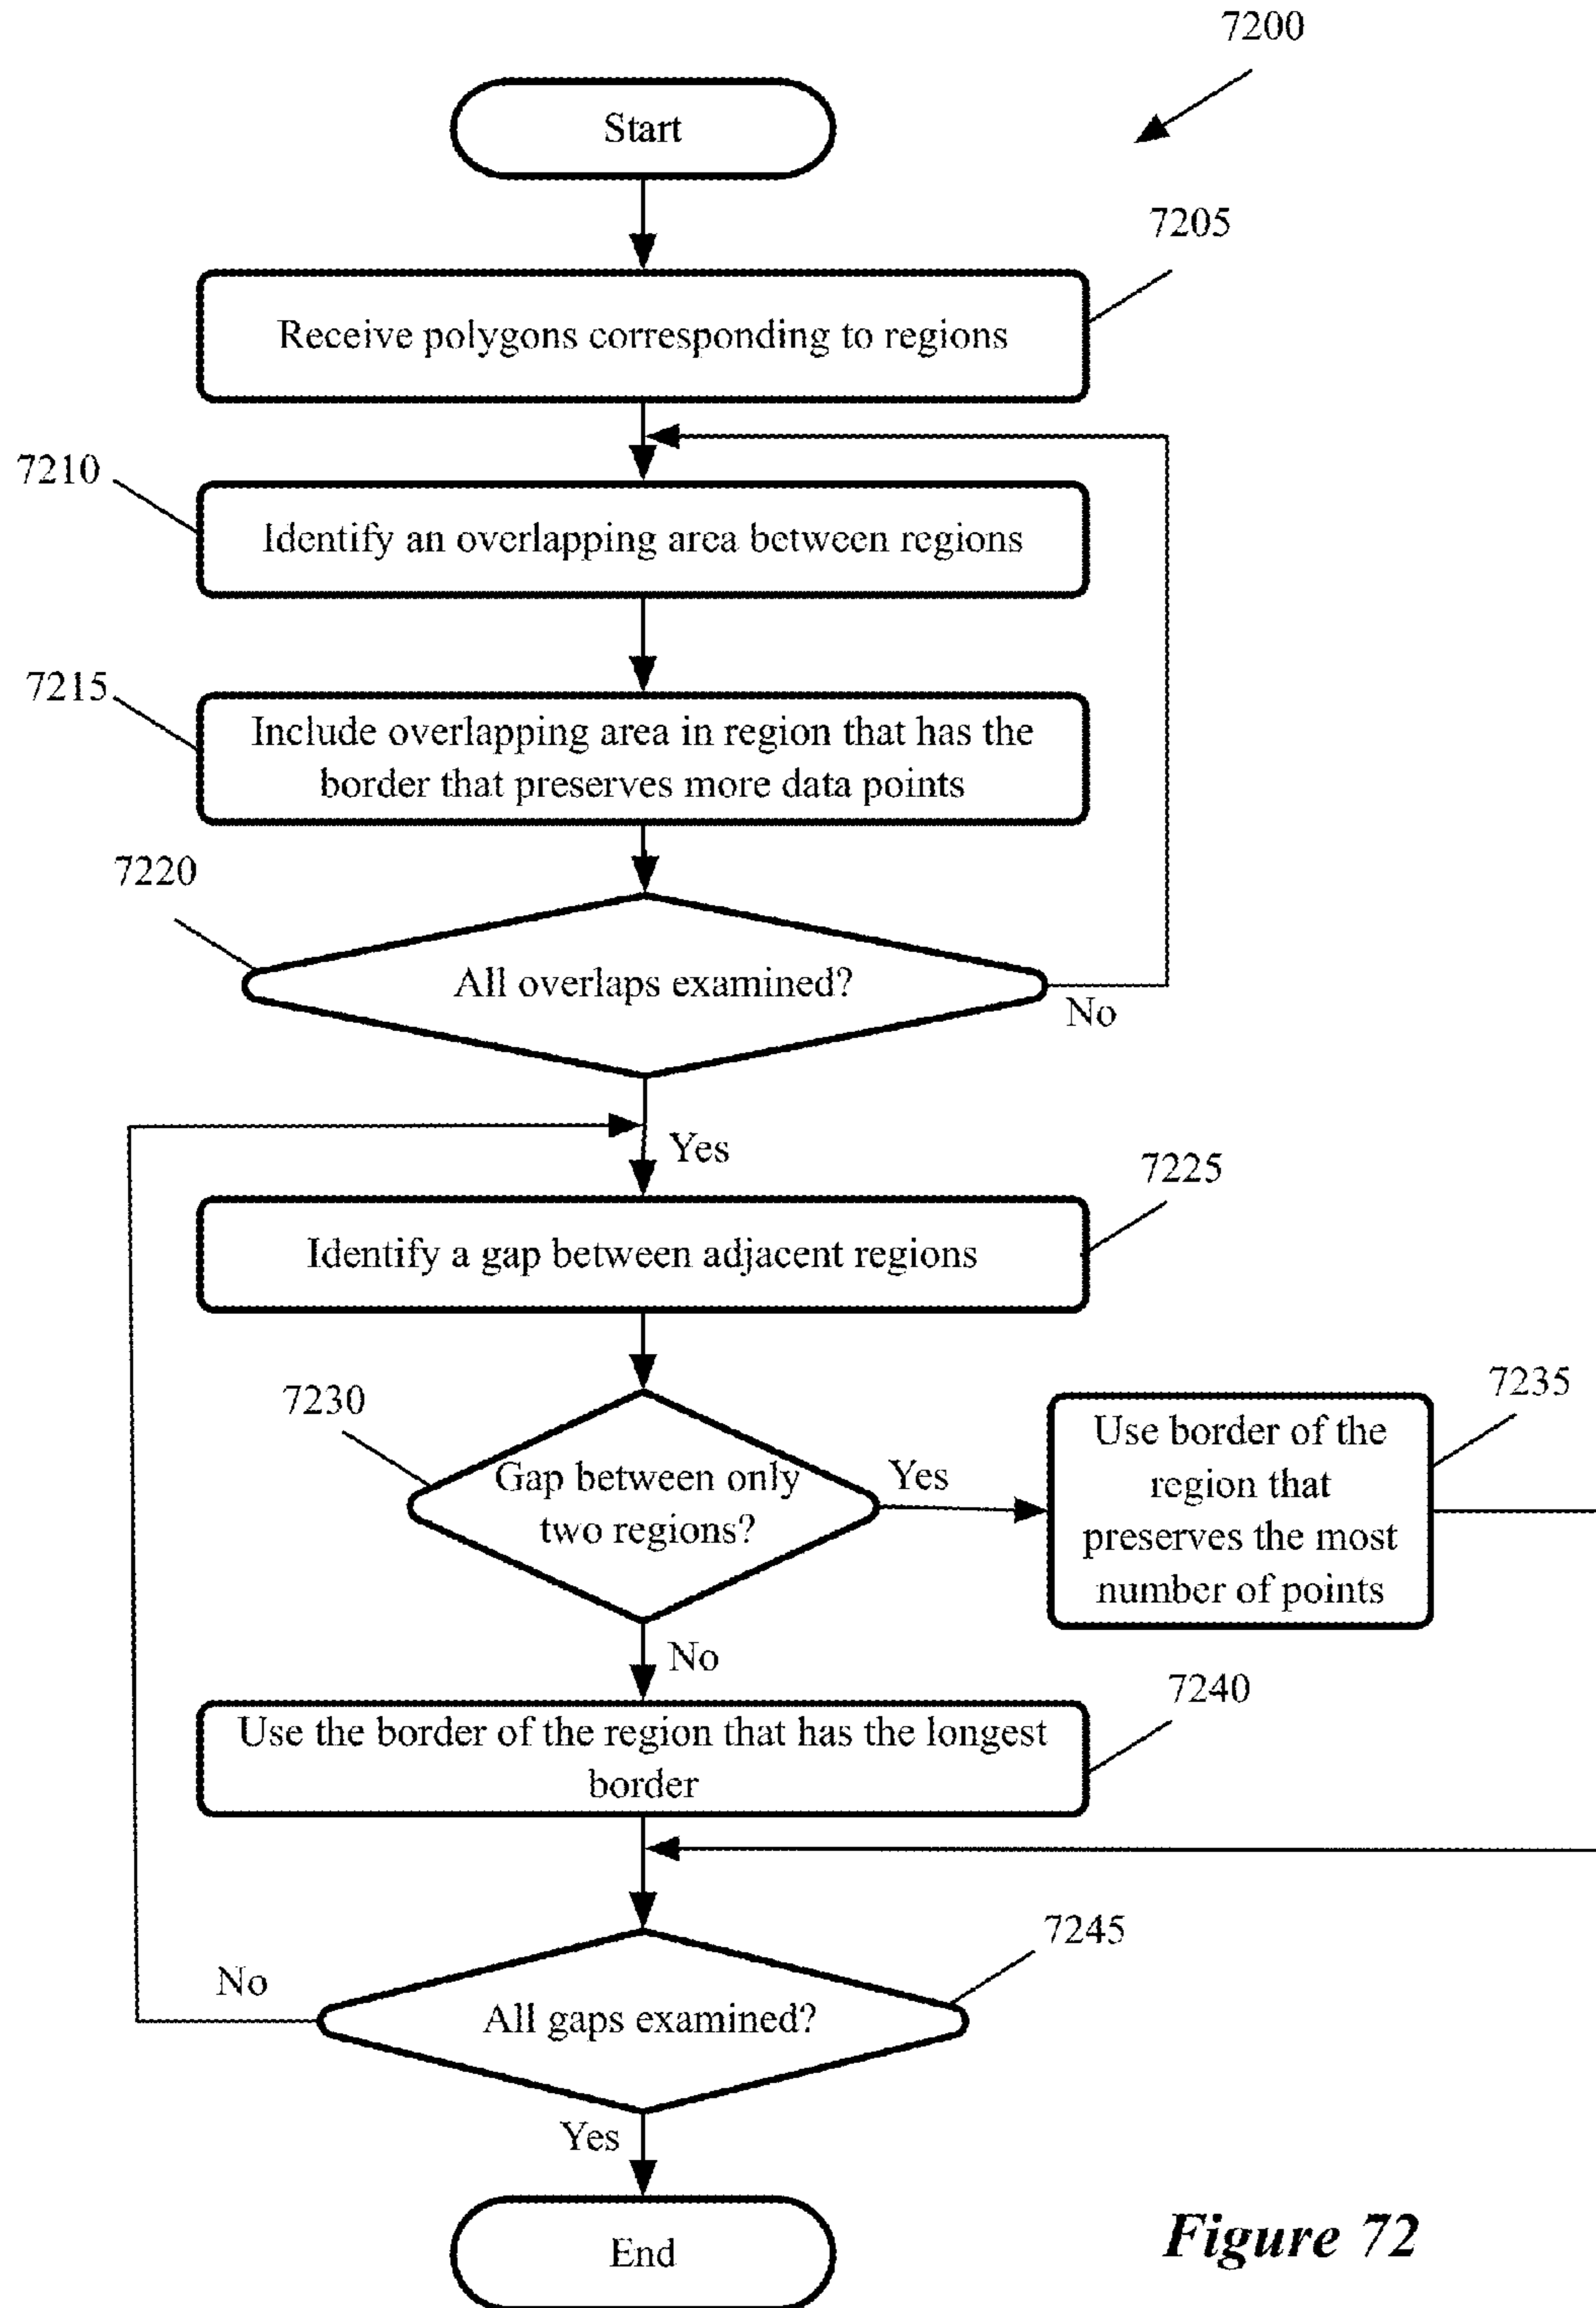 7200
Start
7205
Receive polygons corresponding to regions
7210
Identify an overlapping area between regions
7215
Include overlapping area in region that has the
border that preserves more data points
7220
All overlaps examined?
No
Yes
7225
Identify a gap between adjacent regions
7230
Gap between only
two regions?
Yes
7235
Use border of the
region that
preserves the most
number of points
No
7240
Use the border of the region that has the longest
border
7245
No
All gaps examined?
Yes
End
Figure 72